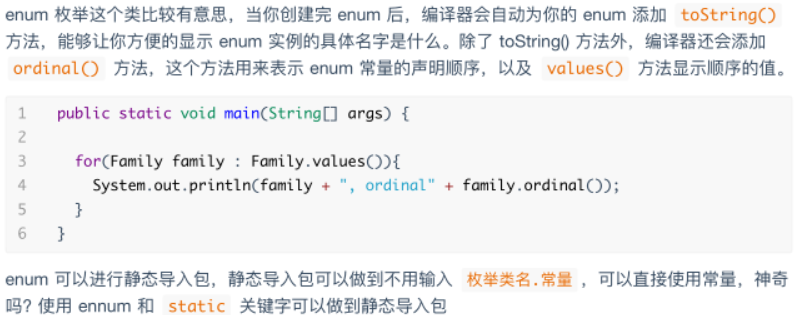 enum 枚举这个类比较有意思，当你创建完 enum 后，编译器会自动为你的 enum 添加 toString()
方法，能够让你方便的显示 enum 实例的具体名字是什么。除了 toString() 方法外，编译器还会添加
ordinal() 方法，这个方法用来表示 enum 常量的声明顺序，以及 values() 方法显示顺序的值。
1 public static void main(String[] args) {
2
3 for(Family family : Family.values()){
4 System.out.println(family + ", ordinal" + family.ordinal());
5 }
6 }
enum 可以进行静态导入包，静态导入包可以做到不用输入 枚举类名.常量，可以直接使用常量，神奇
吗? 使用 ennum 和 static 关键字可以做到静态导入包